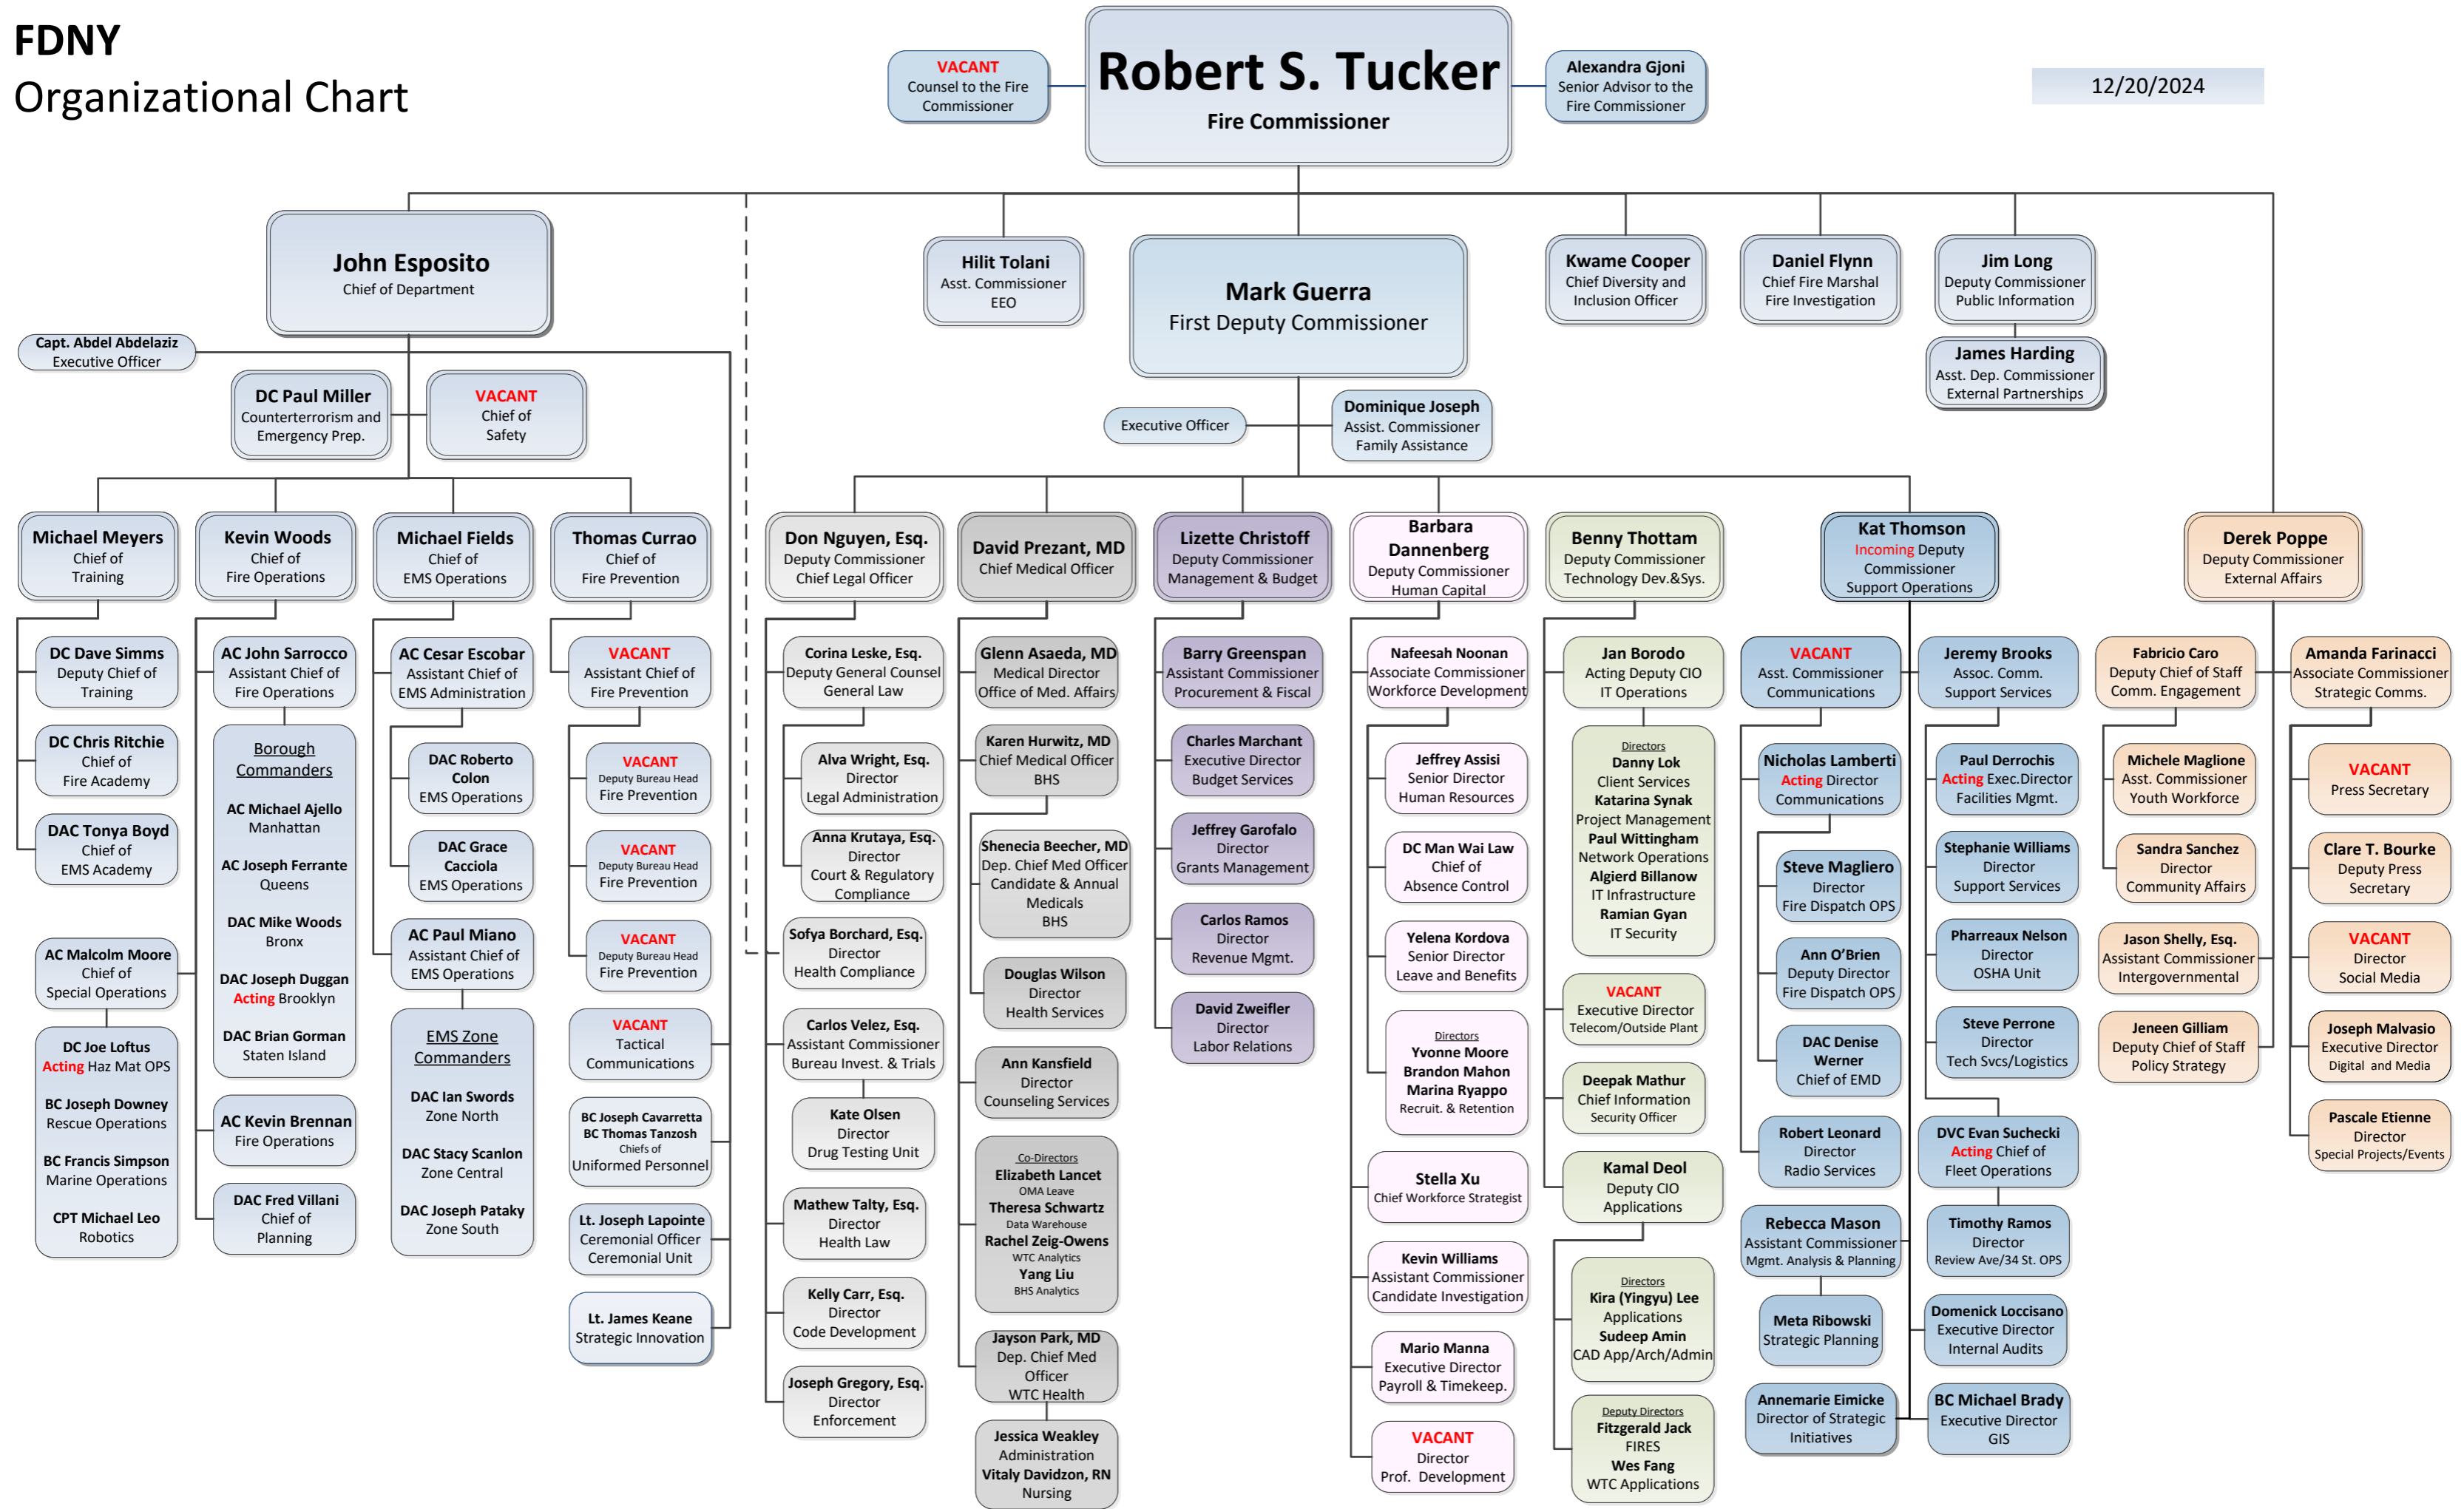 FDNY
Organizational Chart
12/20/2024
VACANT
Counsel to the Fire
Commissioner
Robert S. Tucker
Fire Commissioner
Alexandra Gjoni
Senior Advisor to the
Fire Commissioner
John Esposito
Chief of Department
Hilit Tolani
Asst. Commissioner
EEO
Mark Guerra
First Deputy Commissioner
Kwame Cooper
Chief Diversity and
Inclusion Officer
Daniel Flynn
Chief Fire Marshal
Fire Investigation
Jim Long
Deputy Commissioner
Public Information
James Harding
Asst. Dep. Commissioner
External Partnerships
Capt. Abdel Abdelaziz
Executive Officer
DC Paul Miller
Counterterrorism and
Emergency Prep.
VACANT
Chief of
Safety
Executive Officer
Dominique Joseph
Assist. Commissioner
Family Assistance
Michael Meyers
Chief of
Training
DC Dave Simms
Deputy Chief of
Training
DC Chris Ritchie
Chief of
Fire Academy
DAC Tonya Boyd
Chief of
EMS Academy
Kevin Woods
Chief of
Fire Operations
AC John Sarrocco
Assistant Chief of
Fire Operations
Borough
Commanders
AC Michael Ajello
Manhattan
AC Joseph Ferrante
Queens
DAC Mike Woods
Bronx
DAC Joseph Duggan
Acting Brooklyn
DAC Brian Gorman
Staten Island
AC Malcolm Moore
Chief of
Special Operations
DC Joe Loftus
Acting Haz Mat OPS
BC Joseph Downey
Rescue Operations
BC Francis Simpson
Marine Operations
CPT Michael Leo
Robotics
AC Kevin Brennan
Fire Operations
DAC Fred Villani
Chief of
Planning
Michael Fields
Chief of
EMS Operations
AC Cesar Escobar
Assistant Chief of
EMS Administration
DAC Roberto
Colon
EMS Operations
DAC Grace
Cacciola
EMS Operations
AC Paul Miano
Assistant Chief of
EMS Operations
EMS Zone
Commanders
DAC Ian Swords
Zone North
DAC Stacy Scanlon
Zone Central
DAC Joseph Pataky
Zone South
Thomas Currao
Chief of
Fire Prevention
VACANT
Assistant Chief of
Fire Prevention
VACANT
Deputy Bureau Head
Fire Prevention
VACANT
Deputy Bureau Head
Fire Prevention
VACANT
Deputy Bureau Head
Fire Prevention
VACANT
Tactical
Communications
BC Joseph Cavarretta
BC Thomas Tanzosh
Chiefs of
Uniformed Personnel
Lt. Joseph Lapointe
Ceremonial Officer
Ceremonial Unit
Lt. James Keane
Strategic Innovation
Don Nguyen, Esq.
Deputy Commissioner
Chief Legal Officer
Corina Leske, Esq.
Deputy General Counsel
General Law
Alva Wright, Esq.
Director
Legal Administration
Anna Krutaya, Esq.
Director
Court & Regulatory
Compliance
Sofya Borchard, Esq.
Director
Health Compliance
Carlos Velez, Esq.
Assistant Commissioner
Bureau Invest. & Trials
Kate Olsen
Director
Drug Testing Unit
Mathew Talty, Esq.
Director
Health Law
Kelly Carr, Esq.
Director
Code Development
Joseph Gregory, Esq.
Director
Enforcement
David Prezant, MD
Chief Medical Officer
Glenn Asaeda, MD
Medical Director
Office of Med. Affairs
Karen Hurwitz, MD
Chief Medical Officer
BHS
Shenecia Beecher, MD
Dep. Chief Med Officer
Candidate & Annual
Medicals
BHS
Douglas Wilson
Director
Health Services
Ann Kansfield
Director
Counseling Services
Co-Directors
Elizabeth Lancet
OMA Leave
Theresa Schwartz
Data Warehouse
Rachel Zeig-Owens
WTC Analytics
Yang Liu
BHS Analytics
Jayson Park, MD
Dep. Chief Med
Officer
WTC Health
Jessica Weakley
Administration
Vitaly Davidzon, RN
Nursing
Lizette Christoff
Deputy Commissioner
Management & Budget
Barry Greenspan
Assistant Commissioner
Procurement & Fiscal
Charles Marchant
Executive Director
Budget Services
Jeffrey Garofalo
Director
Grants Management
Carlos Ramos
Director
Revenue Mgmt.
David Zweifler
Director
Labor Relations
Barbara
Dannenberg
Deputy Commissioner
Human Capital
Nafeesah Noonan
Associate Commissioner
Workforce Development
Jeffrey Assisi
Senior Director
Human Resources
DC Man Wai Law
Chief of
Absence Control
Yelena Kordova
Senior Director
Leave and Benefits
Directors
Yvonne Moore
Brandon Mahon
Marina Ryappo
Recruit. & Retention
Stella Xu
Chief Workforce Strategist
Kevin Williams
Assistant Commissioner
Candidate Investigation
Mario Manna
Executive Director
Payroll & Timekeep.
VACANT
Director
Prof. Development
Benny Thottam
Deputy Commissioner
Technology Dev.&Sys.
Jan Borodo
Acting Deputy CIO
IT Operations
Directors
Danny Lok
Client Services
Katarina Synak
Project Management
Paul Wittingham
Network Operations
Algierd Billanow
IT Infrastructure
Ramian Gyan
IT Security
VACANT
Executive Director
Telecom/Outside Plant
Deepak Mathur
Chief Information
Security Officer
Kamal Deol
Deputy CIO
Applications
Directors
Kira (Yingyu) Lee
Applications
Sudeep Amin
CAD App/Arch/Admin
Deputy Directors
Fitzgerald Jack
FIRES
Wes Fang
WTC Applications
Kat Thomson
Incoming Deputy
Commissioner
Support Operations
VACANT
Asst. Commissioner
Communications
Nicholas Lamberti
Acting Director
Communications
Steve Magliero
Director
Fire Dispatch OPS
Ann O’Brien
Deputy Director
Fire Dispatch OPS
DAC Denise
Werner
Chief of EMD
Robert Leonard
Director
Radio Services
Rebecca Mason
Assistant Commissioner
Mgmt. Analysis & Planning
Meta Ribowski
Strategic Planning
Annemarie Eimicke
Director of Strategic
Initiatives
Jeremy Brooks
Assoc. Comm.
Support Services
Paul Derrochis
Acting Exec.Director
Facilities Mgmt.
Stephanie Williams
Director
Support Services
Pharreaux Nelson
Director
OSHA Unit
Steve Perrone
Director
Tech Svcs/Logistics
DVC Evan Suchecki
Acting Chief of
Fleet Operations
Timothy Ramos
Director
Review Ave/34 St. OPS
Domenick Loccisano
Executive Director
Internal Audits
BC Michael Brady
Executive Director
GIS
Derek Poppe
Deputy Commissioner
External Affairs
Fabricio Caro
Deputy Chief of Staff
Comm. Engagement
Michele Maglione
Asst. Commissioner
Youth Workforce
Sandra Sanchez
Director
Community Affairs
Jason Shelly, Esq.
Assistant Commissioner
Intergovernmental
Jeneen Gilliam
Deputy Chief of Staff
Policy Strategy
Amanda Farinacci
Associate Commissioner
Strategic Comms.
VACANT
Press Secretary
Clare T. Bourke
Deputy Press
Secretary
VACANT
Director
Social Media
Joseph Malvasio
Executive Director
Digital and Media
Pascale Etienne
Director
Special Projects/Events